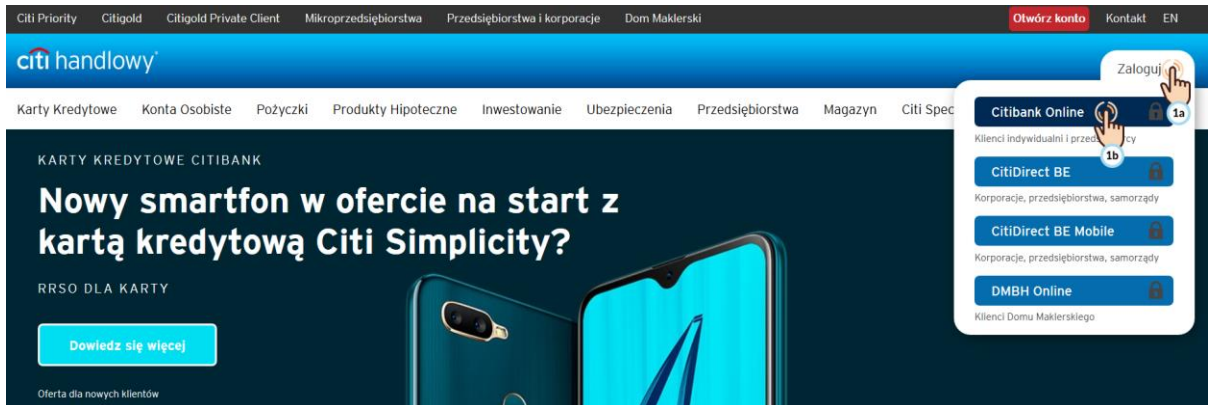 Citi Priority Citigold Citigold Private Client Mikroprzedsiębiorstwa Przedsiębiorstwa i korporacje Dom Maklerski Otwórz konto Kontakt EN
citi handlowy
Zaloguj
Karty Kredytowe Konta Osobiste Pożyczki Produkty Hipoteczne Inwestowanie Ubezpieczenia Przedsiębiorstwa Magazyn Citi
Citibank Online
1a
Klienci indywidualni i
1b
CitiDirect BE
Korporacje, przedsiębiorstwa, samorządy
CitiDirect BE Mobile
Korporacje, przedsiębiorstwa, samorządy
DMBH Online
Klienci Domu Maklerskiego
KARTY KREDYTOWE CITIBANK
Nowy smartfon w ofercie na start z
kartą kredytową Citi Simplicity?
RRSO DLA KARTY
Dowiedz się więcej
Oferta dla nowych klientów